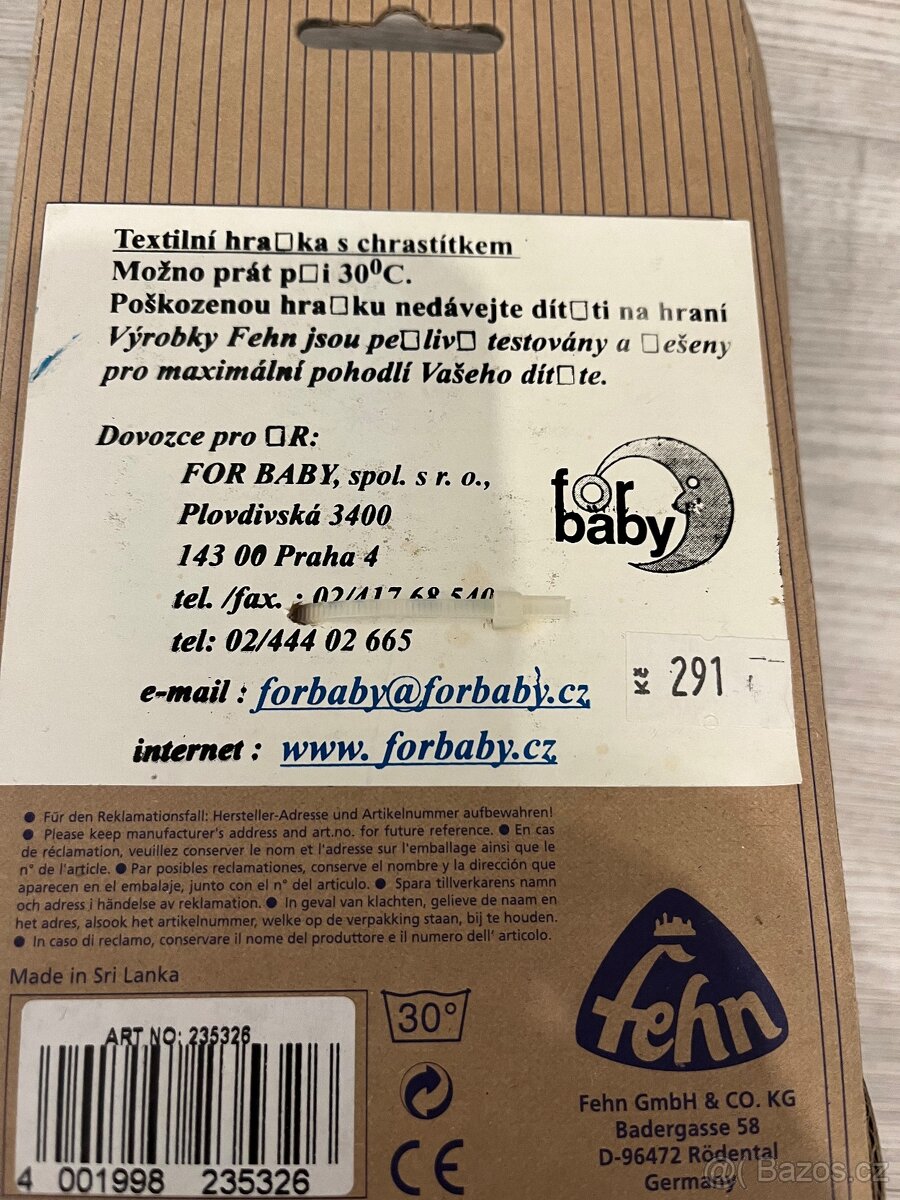 Textilní hra□ka s chrastítkem
Možno prát p□i 30⁰C.
Poškozenou hra□ku nedávejte dít□ti na hraní
Výrobky Fehn jsou pe□liv□ testovány a □ešeny
pro maximální pohodlí Vašeho dít□te.
Dovozce pro □R:
FOR BABY, spol. s r. o.,
Plovdivská 3400
143 00 Praha 4
tel. /fax. : 02/417 68 540
tel: 02/444 02 665
e-mail : forbaby@forbaby.cz
internet : www. forbaby.cz
for
baby
Kč 291
● Für den Reklamationsfall: Hersteller-Adresse und Artikelnummer aufbewahren!
● Please keep manufacturer's address and art.no. for future reference. ● En cas
de réclamation, veuillez conserver le nom et l'adresse sur l'emballage ainsi que le
n° de l'article. ● Par posibles reclamationes, conserve el nombre y la dirección que
aparecen en el embalaje, junto con el n° del articulo. ● Spara tillverkarens namn
och adress i händelse av reklamation. ● In geval van klachten, gelieve de naam en
het adres, alsook het artikelnummer, welke op de verpakking staan, bij te houden.
● In caso di reclamo, conservare il nome del produttore e il numero dell' articolo.
Made in Sri Lanka
ART NO: 235326
4 001998 235326
30°
CE
fehn
Fehn GmbH & CO. KG
Badergasse 58
D-96472 Rödental
Germany
Bazos.cz